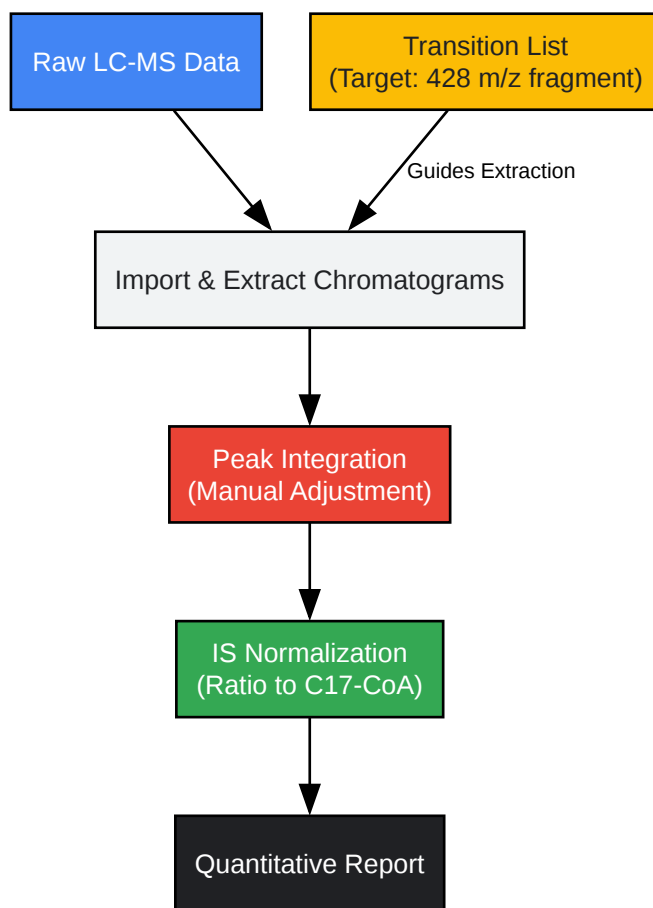 Raw LC-MS Data
Transition List
(Target: 428 m/z fragment)
Guides Extraction
Import & Extract Chromatograms
Peak Integration
(Manual Adjustment)
IS Normalization
(Ratio to C17-CoA)
Quantitative Report